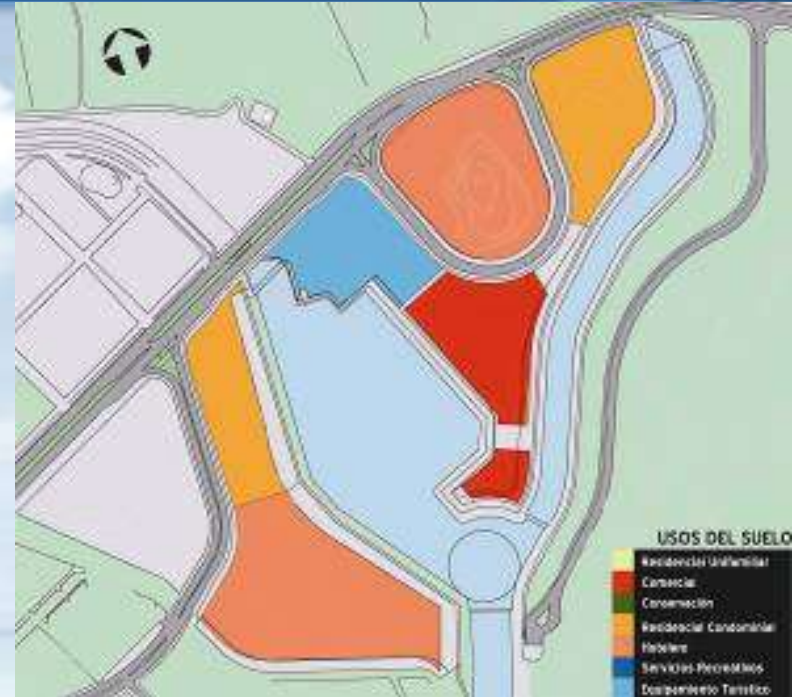 USOS DEL SUELO
Residencial Unifamiliar
Comercial
Conservación
Residencial Condominial
Hotelero
Servicios Recreativos
Equipamiento Turístico